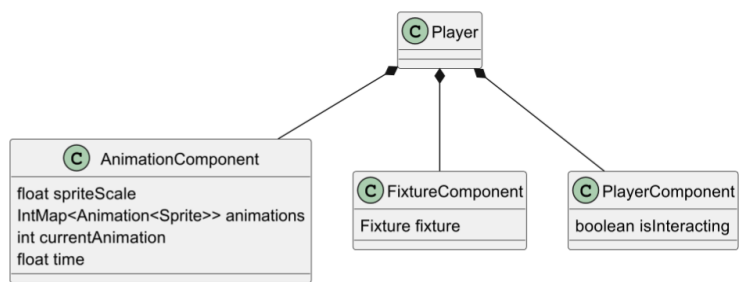 C Player
C AnimationComponent
float spriteScale
IntMap<Animation<Sprite>> animations
int currentAnimation
float time
C FixtureComponent
Fixture fixture
C PlayerComponent
boolean isInteracting